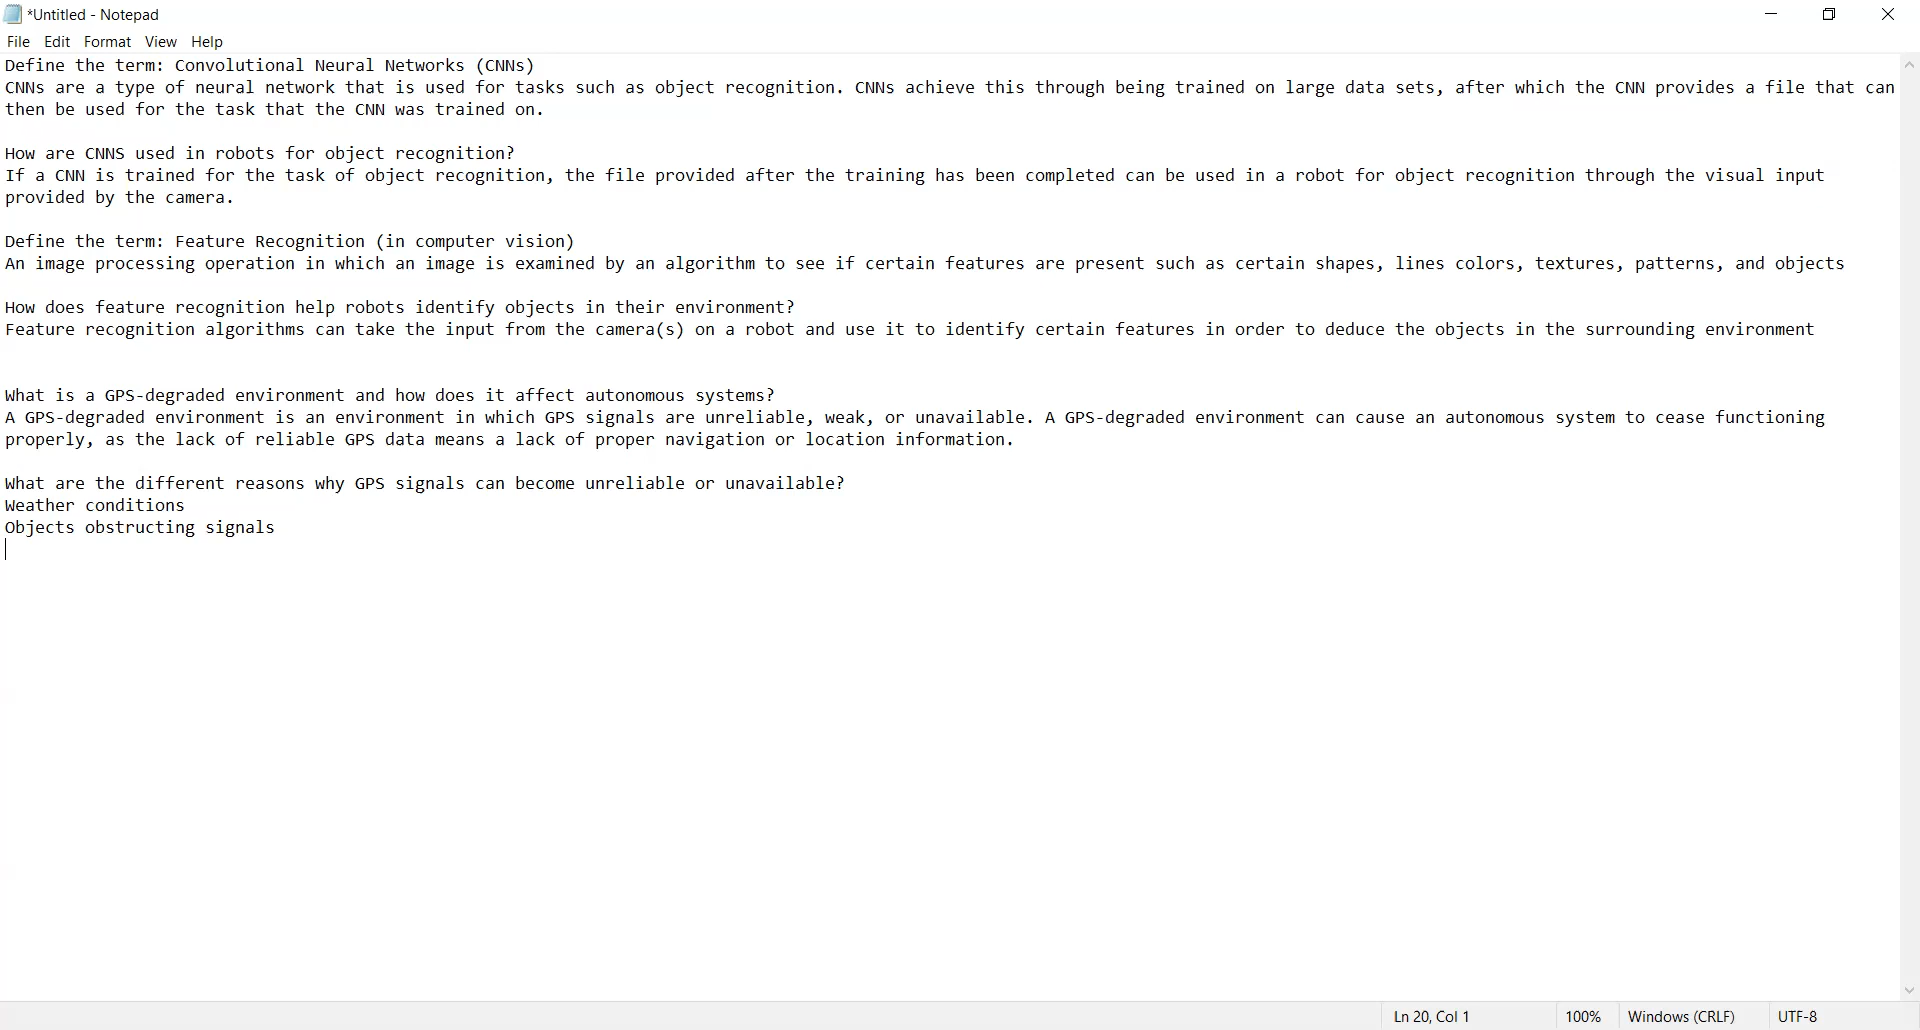 *Untitled - Notepad
File Edit Format View Help
Define the term: Convolutional Neural Networks (CNNs)
CNNs are a type of neural network that is used for tasks such as object recognition. CNNs achieve this through being trained on large data sets, after which the CNN provides a file that can
then be used for the task that the CNN was trained on.
How are CNNS used in robots for object recognition?
If a CNN is trained for the task of object recognition, the file provided after the training has been completed can be used in a robot for object recognition through the visual input
provided by the camera.
Define the term: Feature Recognition (in computer vision)
An image processing operation in which an image is examined by an algorithm to see if certain features are present such as certain shapes, lines colors, textures, patterns, and objects
How does feature recognition help robots identify objects in their environment?
Feature recognition algorithms can take the input from the camera(s) on a robot and use it to identify certain features in order to deduce the objects in the surrounding environment
What is a GPS-degraded environment and how does it affect autonomous systems?
A GPS-degraded environment is an environment in which GPS signals are unreliable, weak, or unavailable. A GPS-degraded environment can cause an autonomous system to cease functioning
properly, as the lack of reliable GPS data means a lack of proper navigation or location information.
What are the different reasons why GPS signals can become unreliable or unavailable?
Weather conditions
Objects obstructing signals
Ln 20, Col 1 100% Windows (CRLF) UTF-8